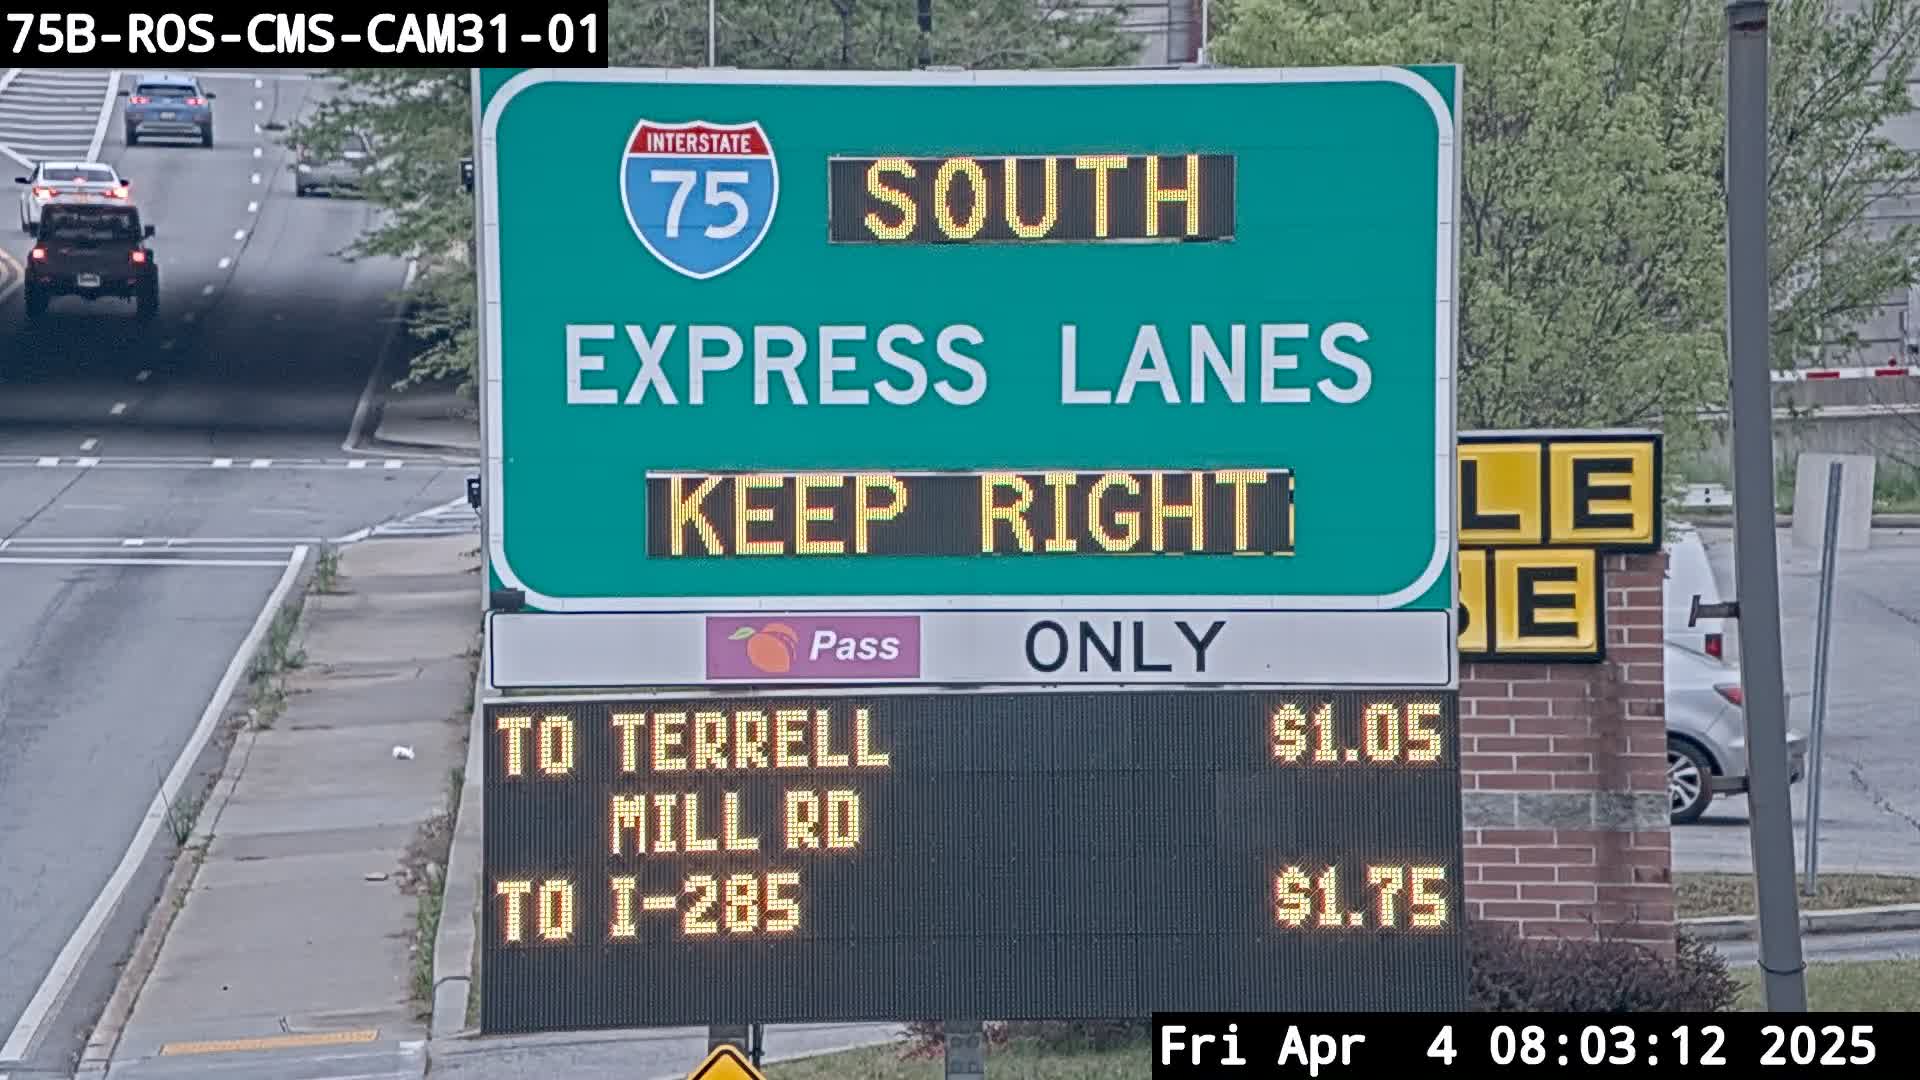 75B-ROS-CMS-CAM31-01
INTERSTATE
75
SOUTH
EXPRESS LANES
KEEP RIGHT
Pass ONLY
TO TERRELL $1.05
MILL RD
TO I-285 $1.75
LE
E
Fri Apr 4 08:03:12 2025